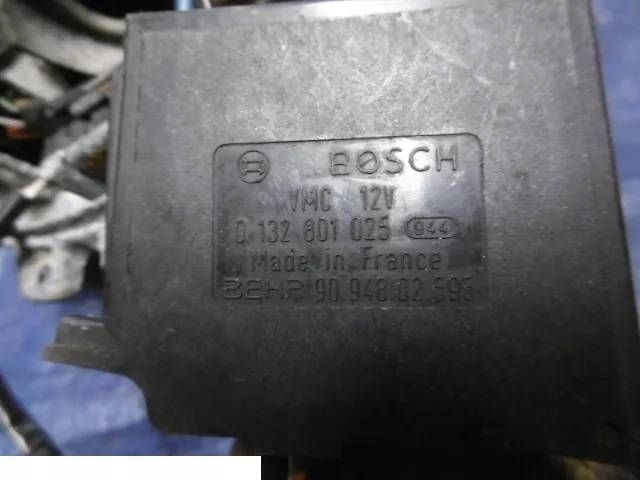 BOSCH
VMC 12V
0 132 801 025 944
Made in France
BEHR 90 948 02 595